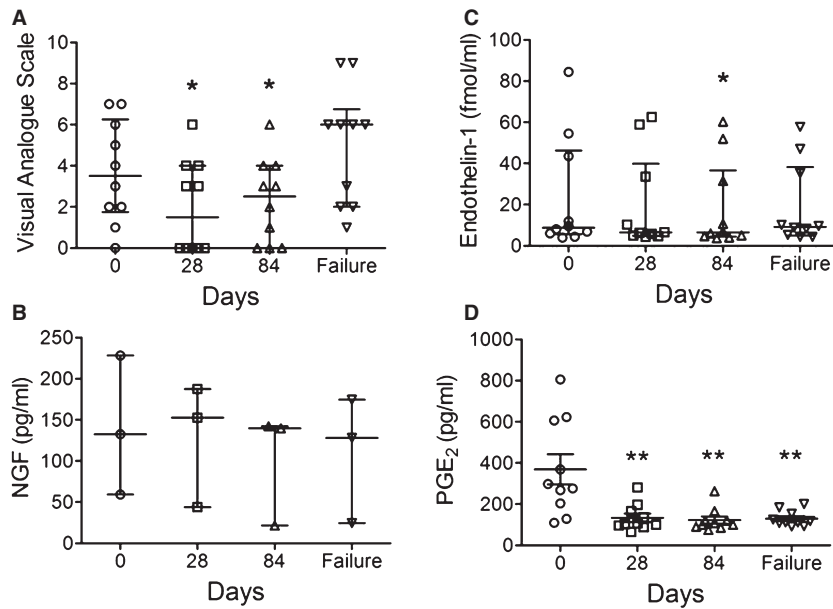 A
Visual Analogue Scale
10
8
6
4
2
0
* *
0 28 84 Failure
Days
C
Endothelin-1 (fmol/ml)
100
80
60
40
20
0
*
0 28 84 Failure
Days
B
NGF (pg/ml)
250
200
150
100
50
0
0 28 84 Failure
Days
D
PGE2 (pg/ml)
1000
800
600
400
200
0
** ** **
0 28 84 Failure
Days